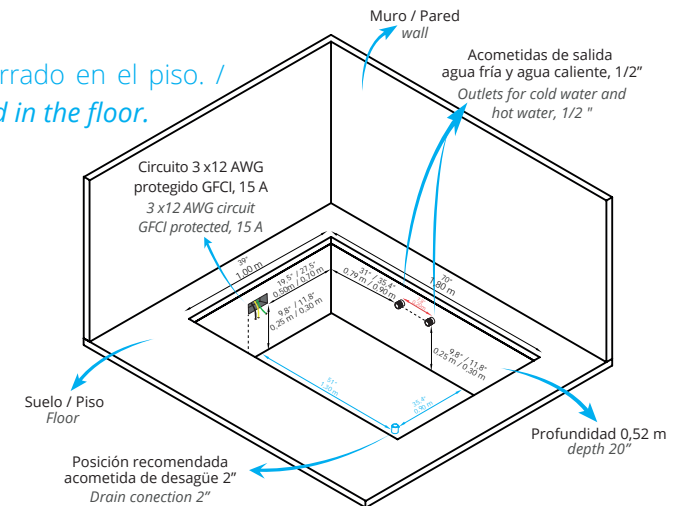 Muro / Pared
wall
rrado en el piso. /
d in the floor.
Acometidas de salida
agua fría y agua caliente, 1/2”
Outlets for cold water and
hot water, 1/2 "
Circuito 3 x12 AWG
protegido GFCI, 15 A
3 x12 AWG circuit
GFCI protected, 15 A
39"
1.00 m
19.5" / 27.5"
0.50m / 0.70 m
31" / 35.4"
0.79 m / 0.90 m
70"
1.80 m
9.8" / 11.8"
0.25 m / 0.30 m
9.8" / 11.8"
0.25 m / 0.30 m
51"
1.30 m
35.4"
0.90 m
Suelo / Piso
Floor
Profundidad 0,52 m
depth 20”
Posición recomendada
acometida de desagüe 2”
Drain conection 2”